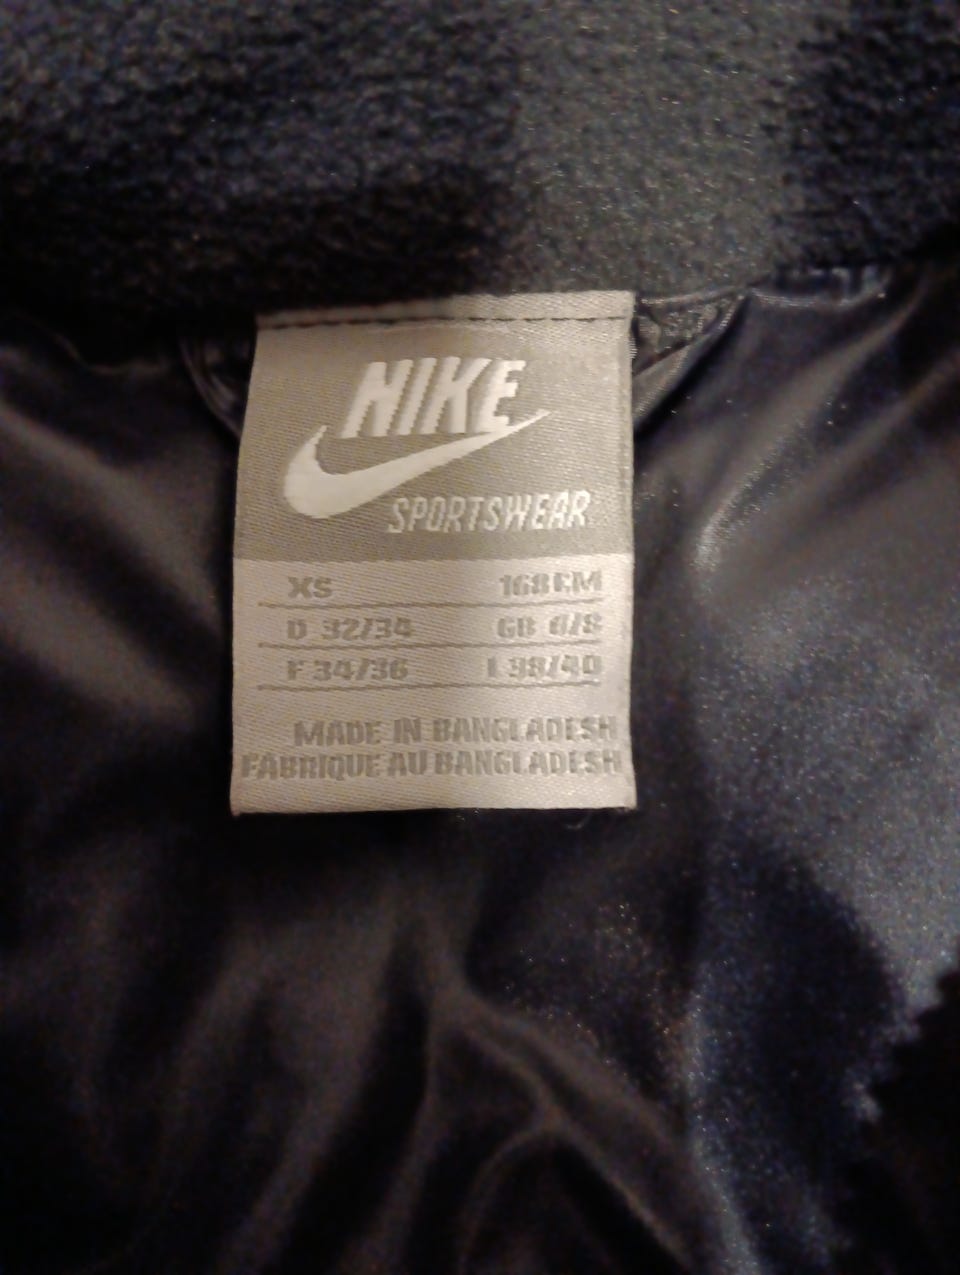 NIKE
SPORTSWEAR
XS 168CM
D 32/34 GB 6/8
F 34/36 I 38/40
MADE IN BANGLADESH
FABRIQUE AU BANGLADESH